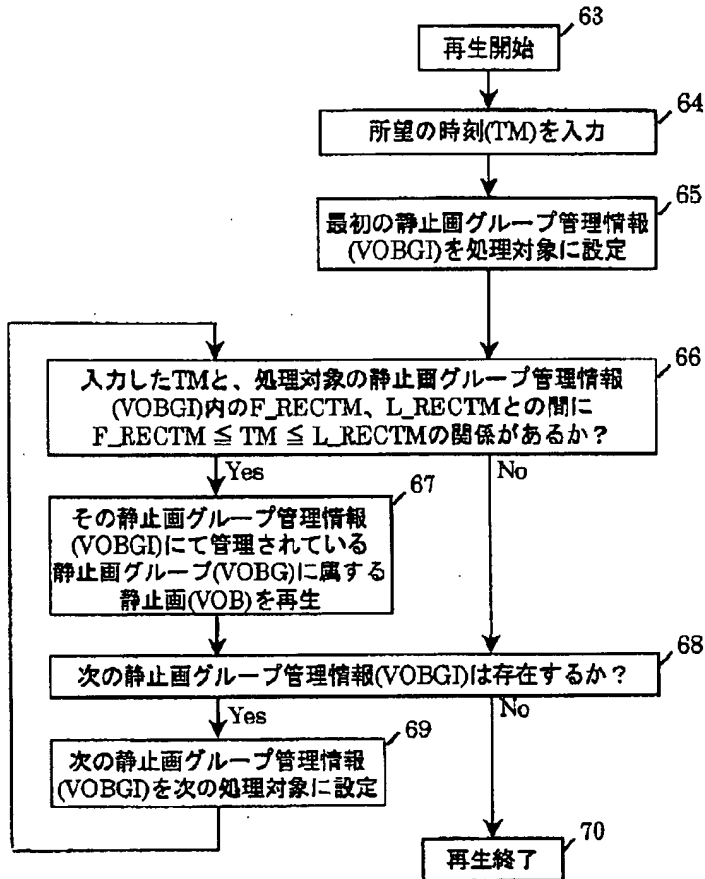 63
再生開始
64
所望の時刻(TM)を入力
65
最初の静止画グループ管理情報
(VOBGI)を処理対象に設定
66
入力したTMと、処理対象の静止画グループ管理情報
(VOBGI)内のF_RECTM、L_RECTMとの間に
F_RECTM ≦ TM ≦ L_RECTMの関係があるか？
Yes
No
67
その静止画グループ管理情報
(VOBGI)にて管理されている
静止画グループ(VOBG)に属する
静止画(VOB)を再生
68
次の静止画グループ管理情報(VOBGI)は存在するか？
Yes
No
69
次の静止画グループ管理情報
(VOBGI)を次の処理対象に設定
70
再生終了